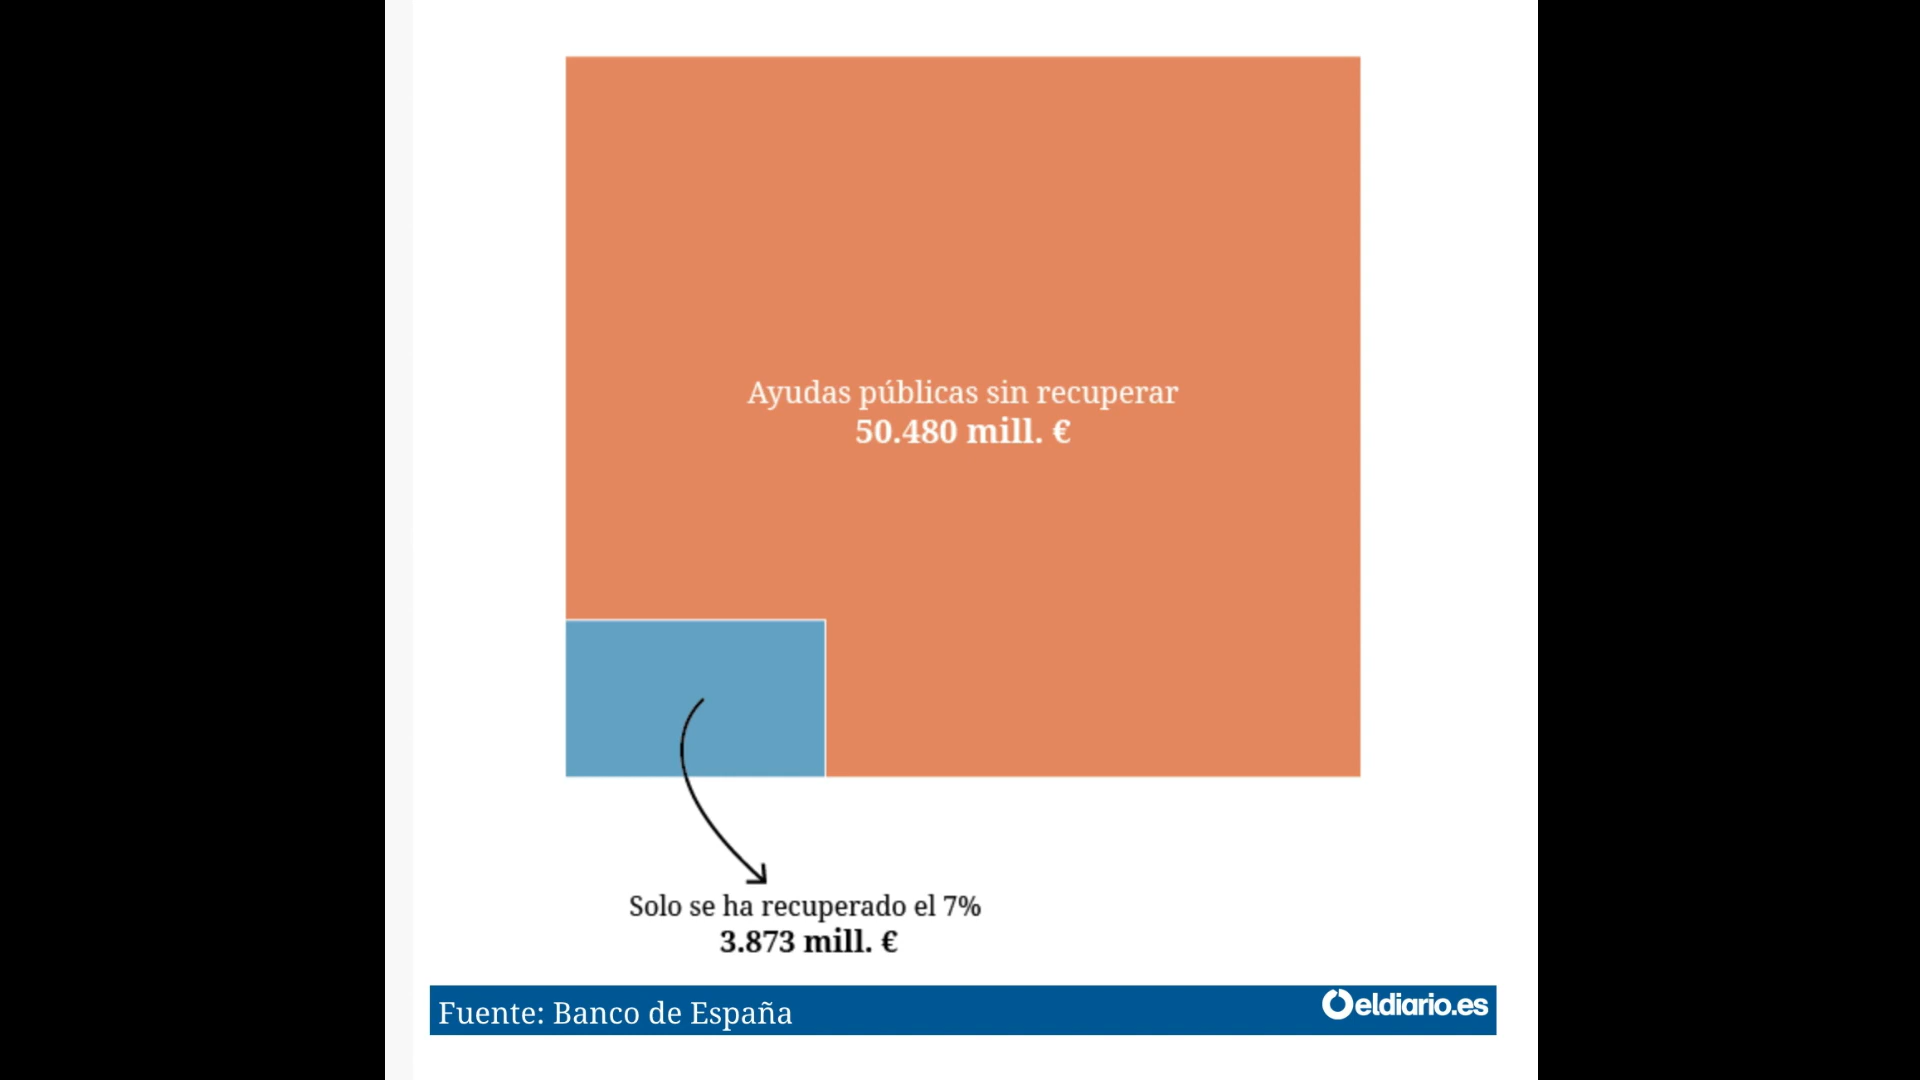 Ayudas públicas sin recuperar
50.480 mill. €
Solo se ha recuperado el 7%
3.873 mill. €
Fuente: Banco de España
eldiario.es